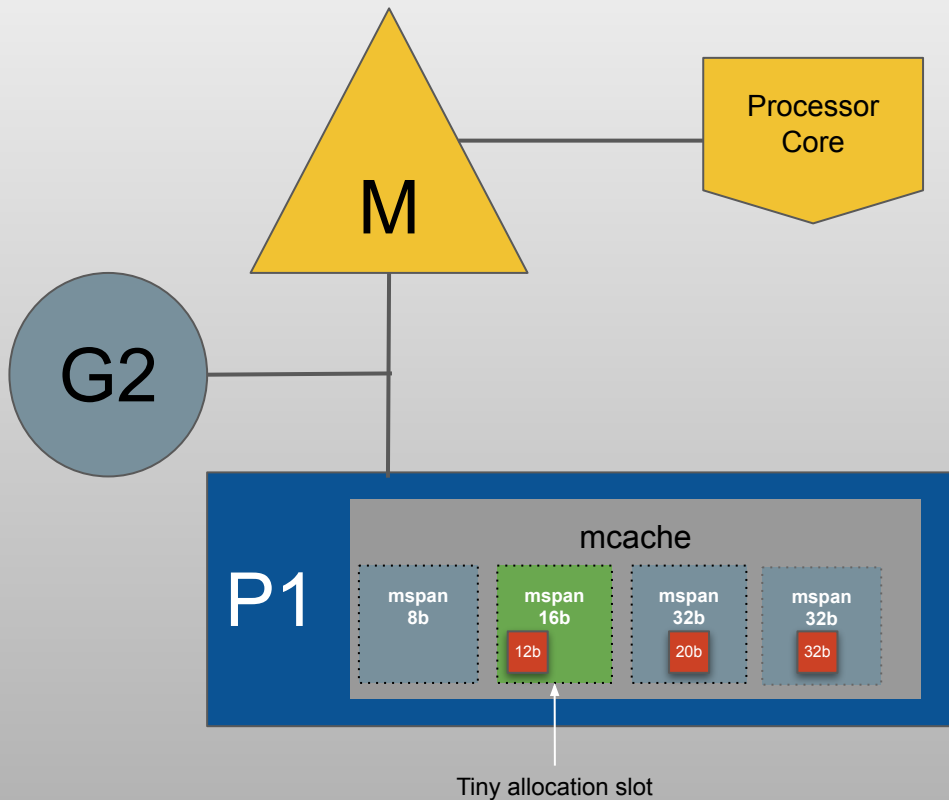 Processor
Core
M
G2
mcache
P1
mspan
8b
mspan
16b
mspan
32b
mspan
32b
12b
20b
32b
Tiny allocation slot